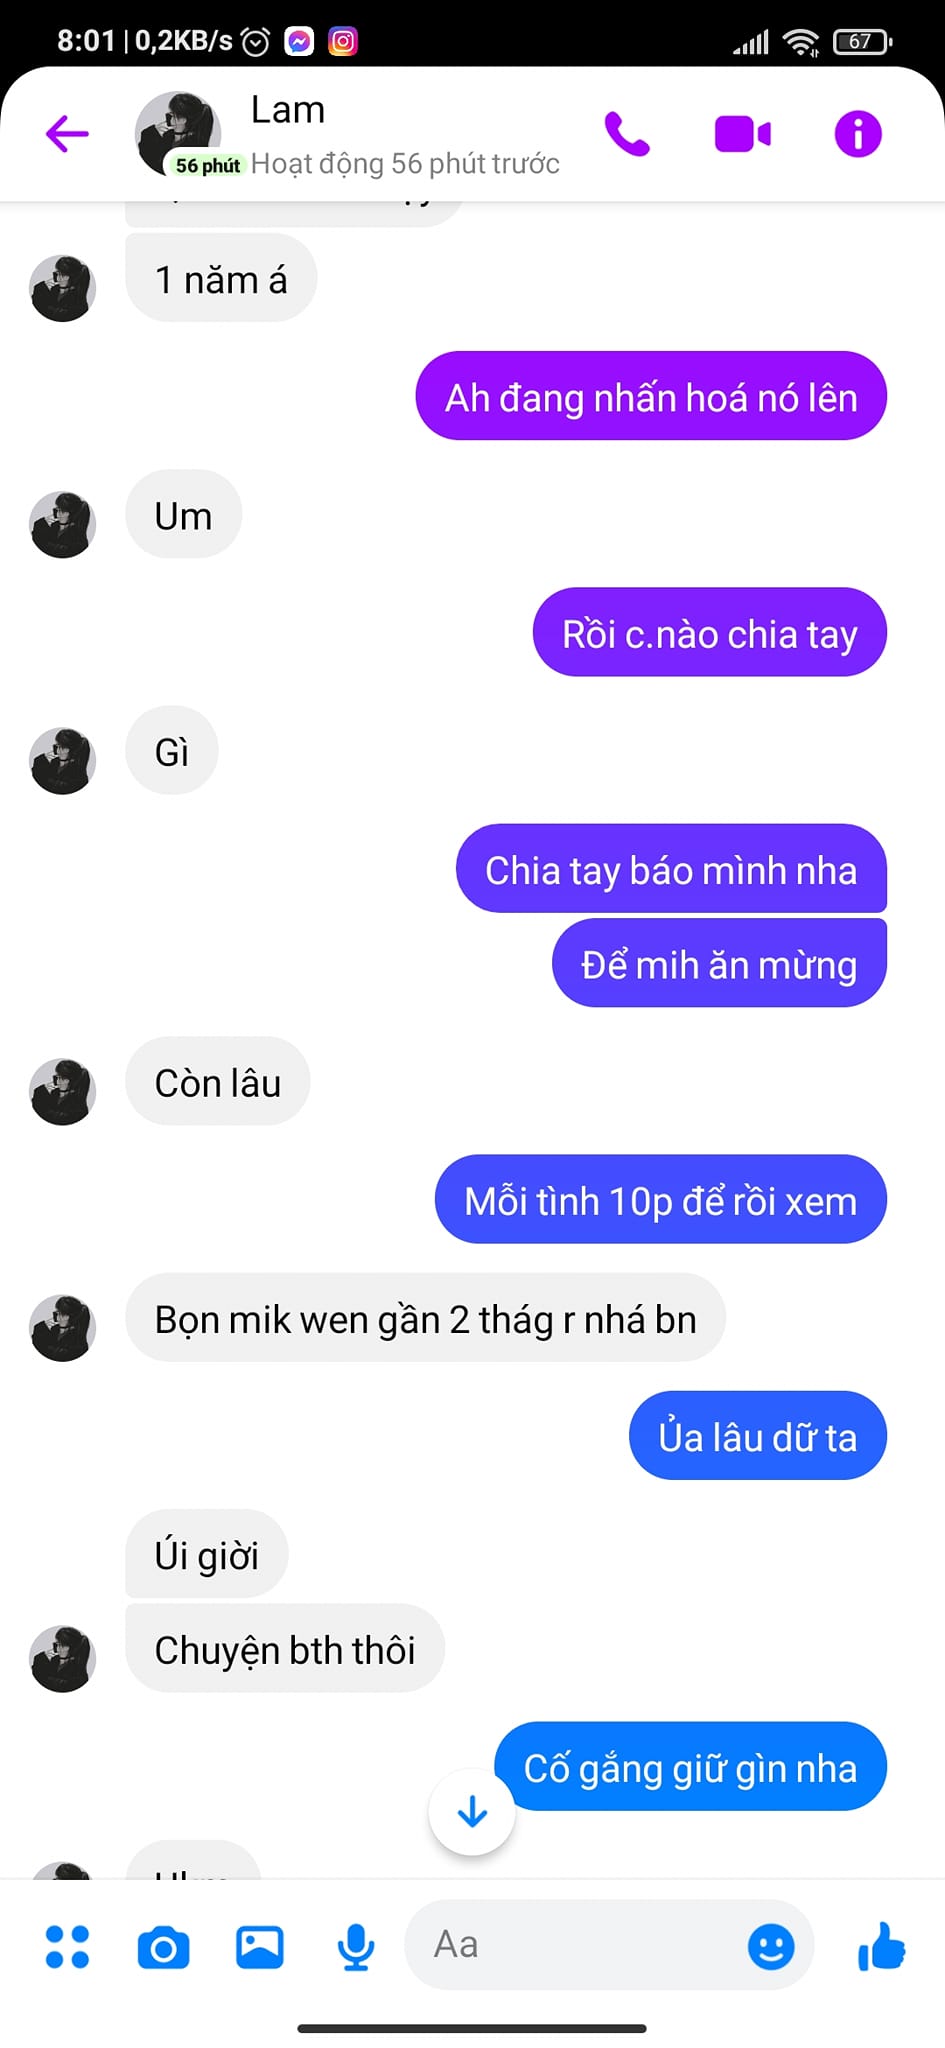 8:01 | 0,2KB/s
67
Lam
56 phút Hoạt động 56 phút trước
1 năm á
Ah đang nhấn hoá nó lên
Um
Rồi c.nào chia tay
Gì
Chia tay báo mình nha
Để mih ăn mừng
Còn lâu
Mỗi tình 10p để rồi xem
Bọn mik wen gần 2 thág r nhá bn
Ủa lâu dữ ta
Úi giời
Chuyện bth thôi
Cố gắng giữ gìn nha
Aa